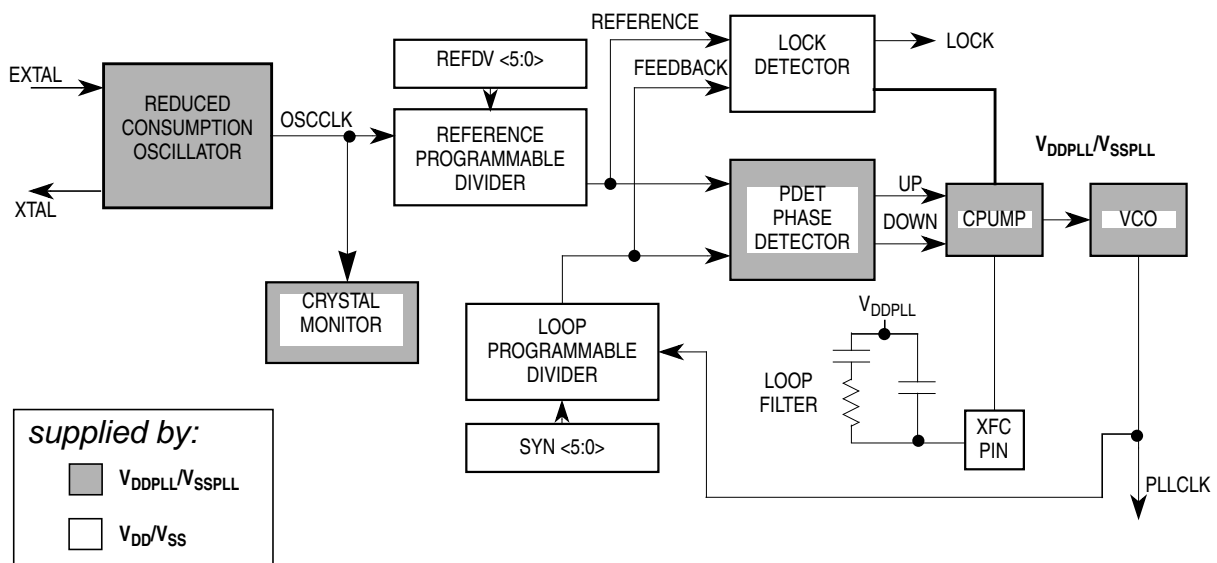 EXTAL
XTAL
REDUCED
CONSUMPTION
OSCILLATOR
OSCCLK
CRYSTAL
MONITOR
REFDV <5:0>
REFERENCE
PROGRAMMABLE
DIVIDER
REFERENCE
FEEDBACK
LOCK
DETECTOR
LOCK
PDET
PHASE
DETECTOR
UP
DOWN
CPUMP
VDDPLL/VSSPLL
VCO
LOOP
PROGRAMMABLE
DIVIDER
SYN <5:0>
VDDPLL
LOOP
FILTER
XFC
PIN
PLLCLK
supplied by:
VDDPLL/VSSPLL
VDD/VSS